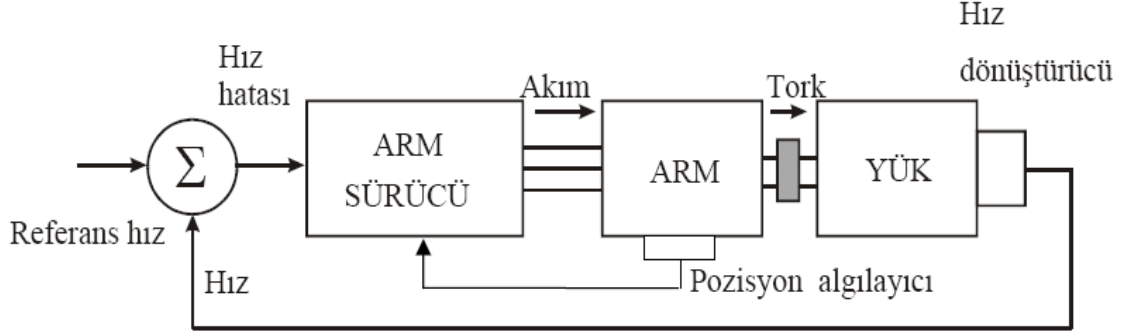 Hız
dönüştürücü
Hız
hatası
Akım
Tork
Σ
ARM
SÜRÜCÜ
ARM
YÜK
Referans hız
Hız
Pozisyon algılayıcı